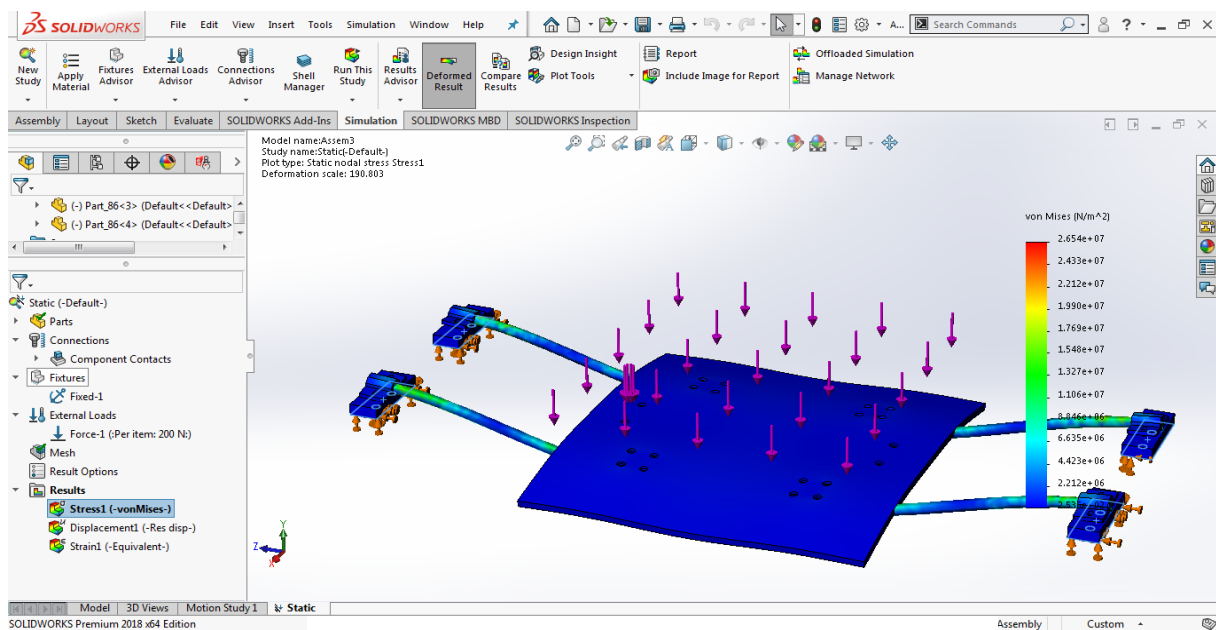 SOLIDWORKS File Edit View Insert Tools Simulation Window Help A... Search Commands ?
New Study
Apply Material
Fixtures Advisor
External Loads Advisor
Connections Advisor
Shell Manager
Run This Study
Results Advisor
Deformed Result
Compare Results
Design Insight
Plot Tools
Report
Include Image for Report
Offloaded Simulation
Manage Network
Assembly Layout Sketch Evaluate SOLIDWORKS Add-Ins Simulation SOLIDWORKS MBD SOLIDWORKS Inspection
Model name:Assem3
Study name:Static(-Default-)
Plot type: Static nodal stress Stress1
Deformation scale: 190.803
(-) Part_86<3> (Default<<Default>
(-) Part_86<4> (Default<<Default>
Static (-Default-)
Parts
Connections
Component Contacts
Fixtures
Fixed-1
External Loads
Force-1 (:Per item: 200 N:)
Mesh
Result Options
Results
Stress1 (-vonMises-)
Displacement1 (-Res disp-)
Strain1 (-Equivalent-)
von Mises (N/m^2)
2.654e+07
2.433e+07
2.212e+07
1.990e+07
1.769e+07
1.548e+07
1.327e+07
1.106e+07
8.846e+06
6.635e+06
4.423e+06
2.212e+06
Y
Z
X
Model 3D Views Motion Study 1 Static
SOLIDWORKS Premium 2018 x64 Edition Assembly Custom